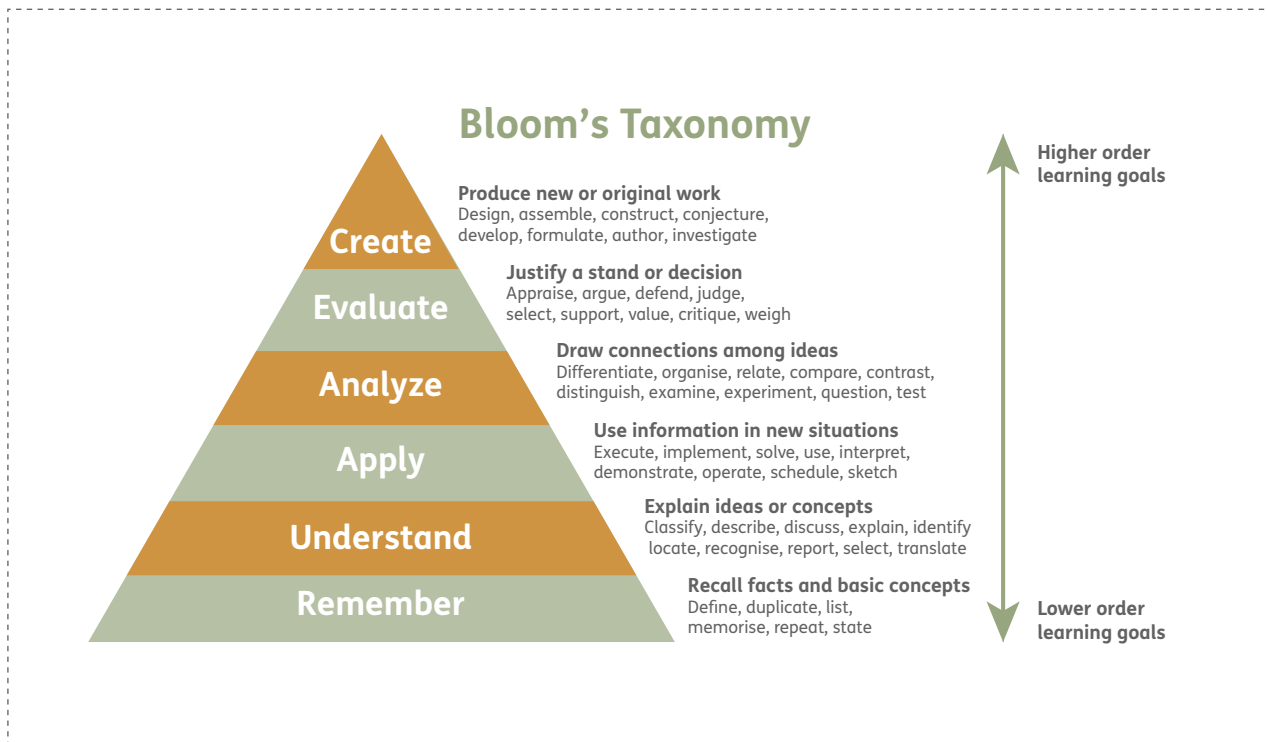 Bloom's Taxonomy
Create
Produce new or original work
Design, assemble, construct, conjecture,
develop, formulate, author, investigate
Evaluate
Justify a stand or decision
Appraise, argue, defend, judge,
select, support, value, critique, weigh
Analyze
Draw connections among ideas
Differentiate, organise, relate, compare, contrast,
distinguish, examine, experiment, question, test
Apply
Use information in new situations
Execute, implement, solve, use, interpret,
demonstrate, operate, schedule, sketch
Understand
Explain ideas or concepts
Classify, describe, discuss, explain, identify
locate, recognise, report, select, translate
Remember
Recall facts and basic concepts
Define, duplicate, list,
memorise, repeat, state
Higher order
learning goals
Lower order
learning goals